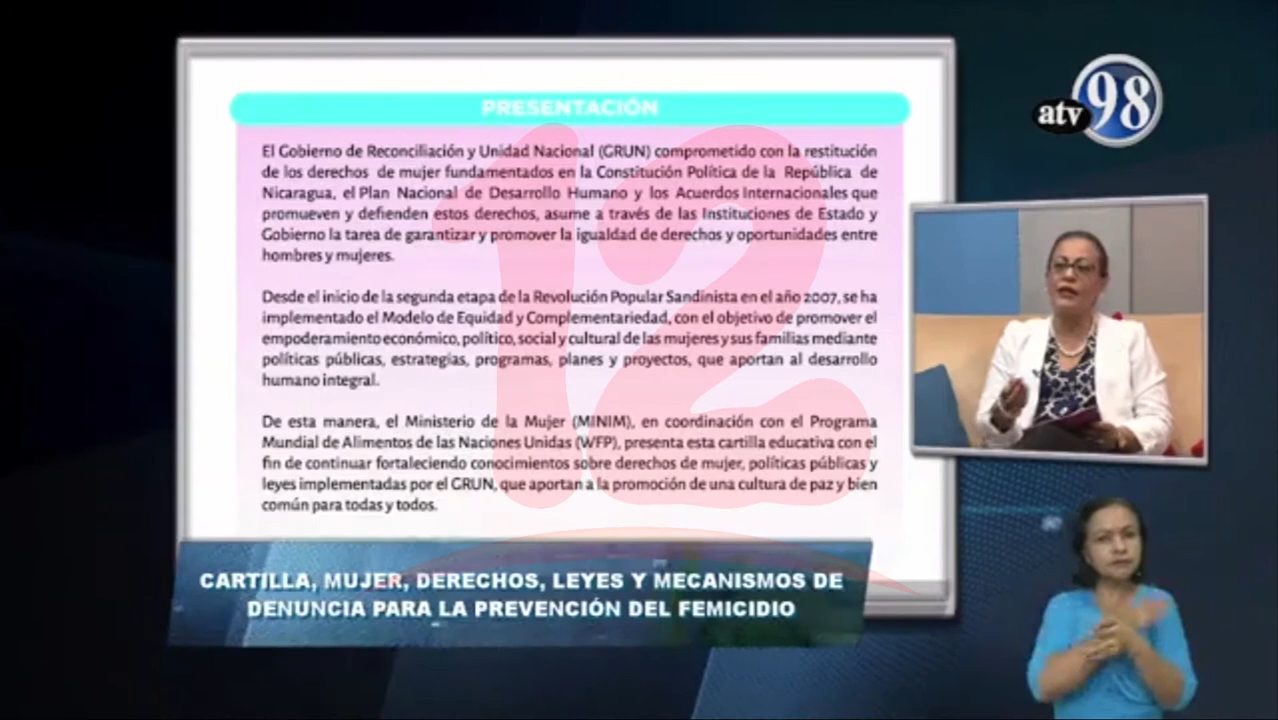 PRESENTACIÓN
El Gobierno de Reconciliación y Unidad Nacional (GRUN) comprometido con la restitución
de los derechos de mujer fundamentados en la Constitución Política de la República de
Nicaragua, el Plan Nacional de Desarrollo Humano y los Acuerdos Internacionales que
promueven y defienden estos derechos, asume a través de las Instituciones de Estado y
Gobierno la tarea de garantizar y promover la igualdad de derechos y oportunidades entre
hombres y mujeres.
Desde el inicio de la segunda etapa de la Revolución Popular Sandinista en el año 2007, se ha
implementado el Modelo de Equidad y Complementariedad, con el objetivo de promover el
empoderamiento económico, político, social y cultural de las mujeres y sus familias mediante
políticas públicas, estrategias, programas, planes y proyectos, que aportan al desarrollo
humano integral.
De esta manera, el Ministerio de la Mujer (MINIM), en coordinación con el Programa
Mundial de Alimentos de las Naciones Unidas (WFP), presenta esta cartilla educativa con el
fin de continuar fortaleciendo conocimientos sobre derechos de mujer, políticas públicas y
leyes implementadas por el GRUN, que aportan a la promoción de una cultura de paz y bien
común para todas y todos.
CARTILLA, MUJER, DERECHOS, LEYES Y MECANISMOS DE
DENUNCIA PARA LA PREVENCIÓN DEL FEMICIDIO
atv 98
12